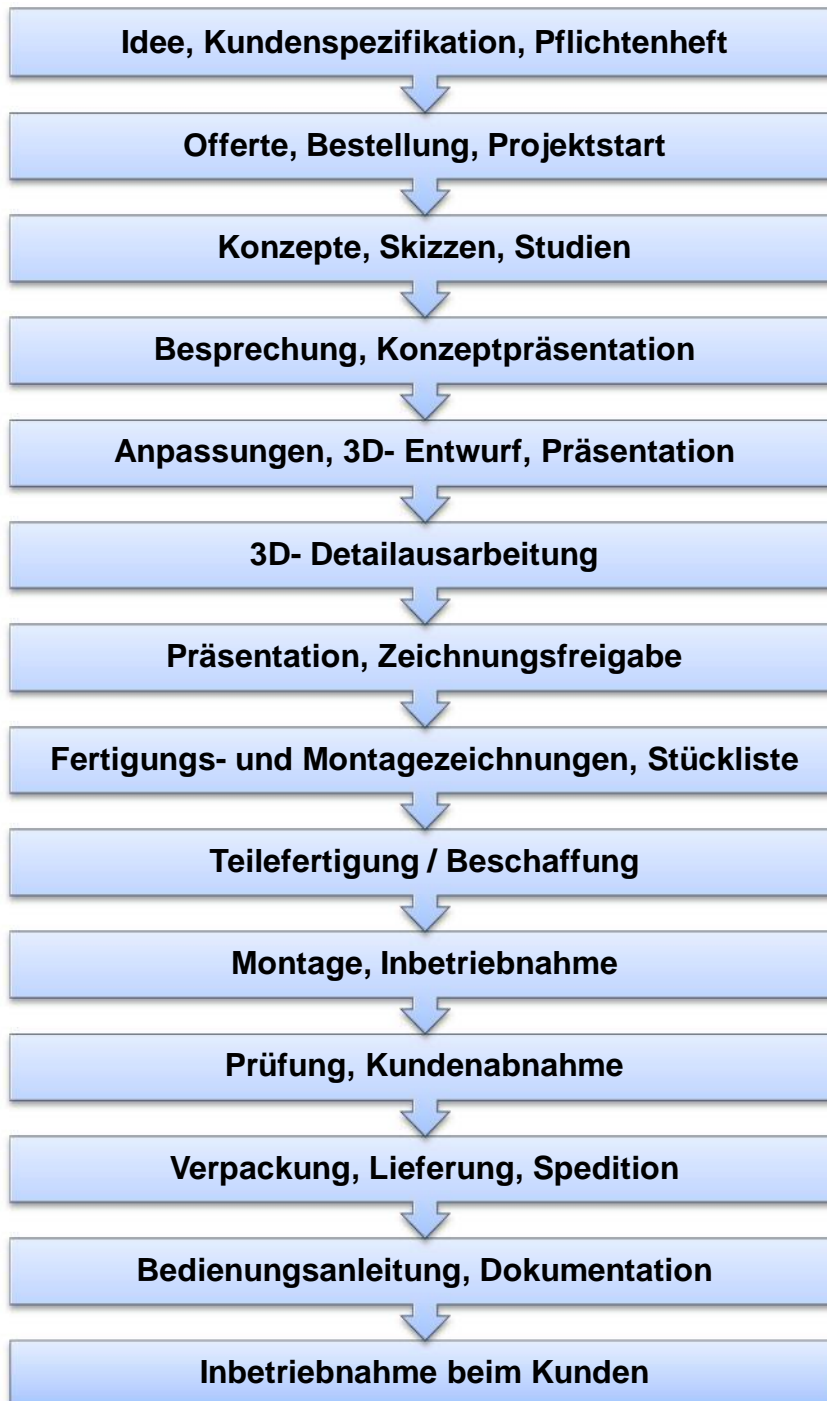 Idee, Kundenspezifikation, Pflichtenheft
Offerte, Bestellung, Projektstart
Konzepte, Skizzen, Studien
Besprechung, Konzeptpräsentation
Anpassungen, 3D- Entwurf, Präsentation
3D- Detailausarbeitung
Präsentation, Zeichnungsfreigabe
Fertigungs- und Montagezeichnungen, Stückliste
Teilefertigung / Beschaffung
Montage, Inbetriebnahme
Prüfung, Kundenabnahme
Verpackung, Lieferung, Spedition
Bedienungsanleitung, Dokumentation
Inbetriebnahme beim Kunden